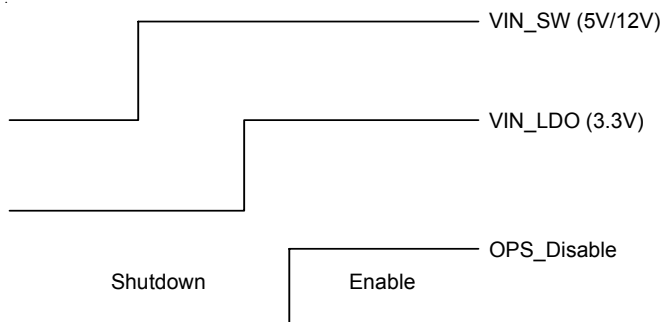 VIN_SW (5V/12V)
VIN_LDO (3.3V)
OPS_Disable
Shutdown Enable